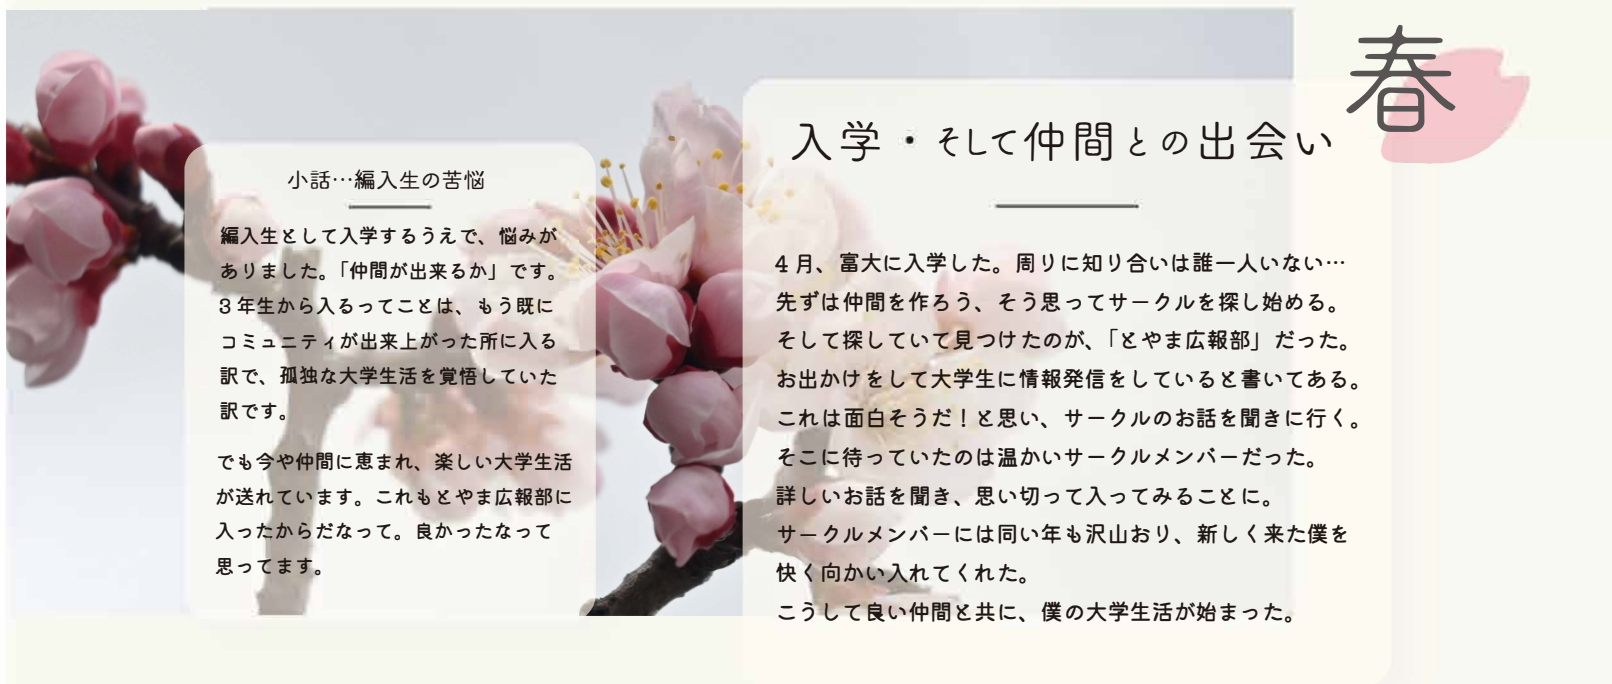 春
入学・そして仲間との出会い
4月、富大に入学した。周りに知り合いは誰一人いない…
先ずは仲間を作ろう、そう思ってサークルを探し始める。
そして探していて見つけたのが、「とやま広報部」だった。
お出かけをして大学生に情報発信をしていると書いてある。
これは面白そうだ！と思い、サークルのお話を聞きに行く。
そこに待っていたのは温かいサークルメンバーだった。
詳しいお話を聞き、思い切って入ってみることに。
サークルメンバーには同い年も沢山おり、新しく来た僕を
快く向かい入れてくれた。
こうして良い仲間と共に、僕の大学生活が始まった。
小話…編入生の苦悩
編入生として入学するうえで、悩みが
ありました。「仲間が出来るか」です。
3年生から入るってことは、もう既に
コミュニティが出来上がった所に入る
訳で、孤独な大学生活を覚悟していた
訳です。
でも今や仲間に恵まれ、楽しい大学生活
が送れています。これもとやま広報部に
入ったからだなって。良かったなって
思ってます。